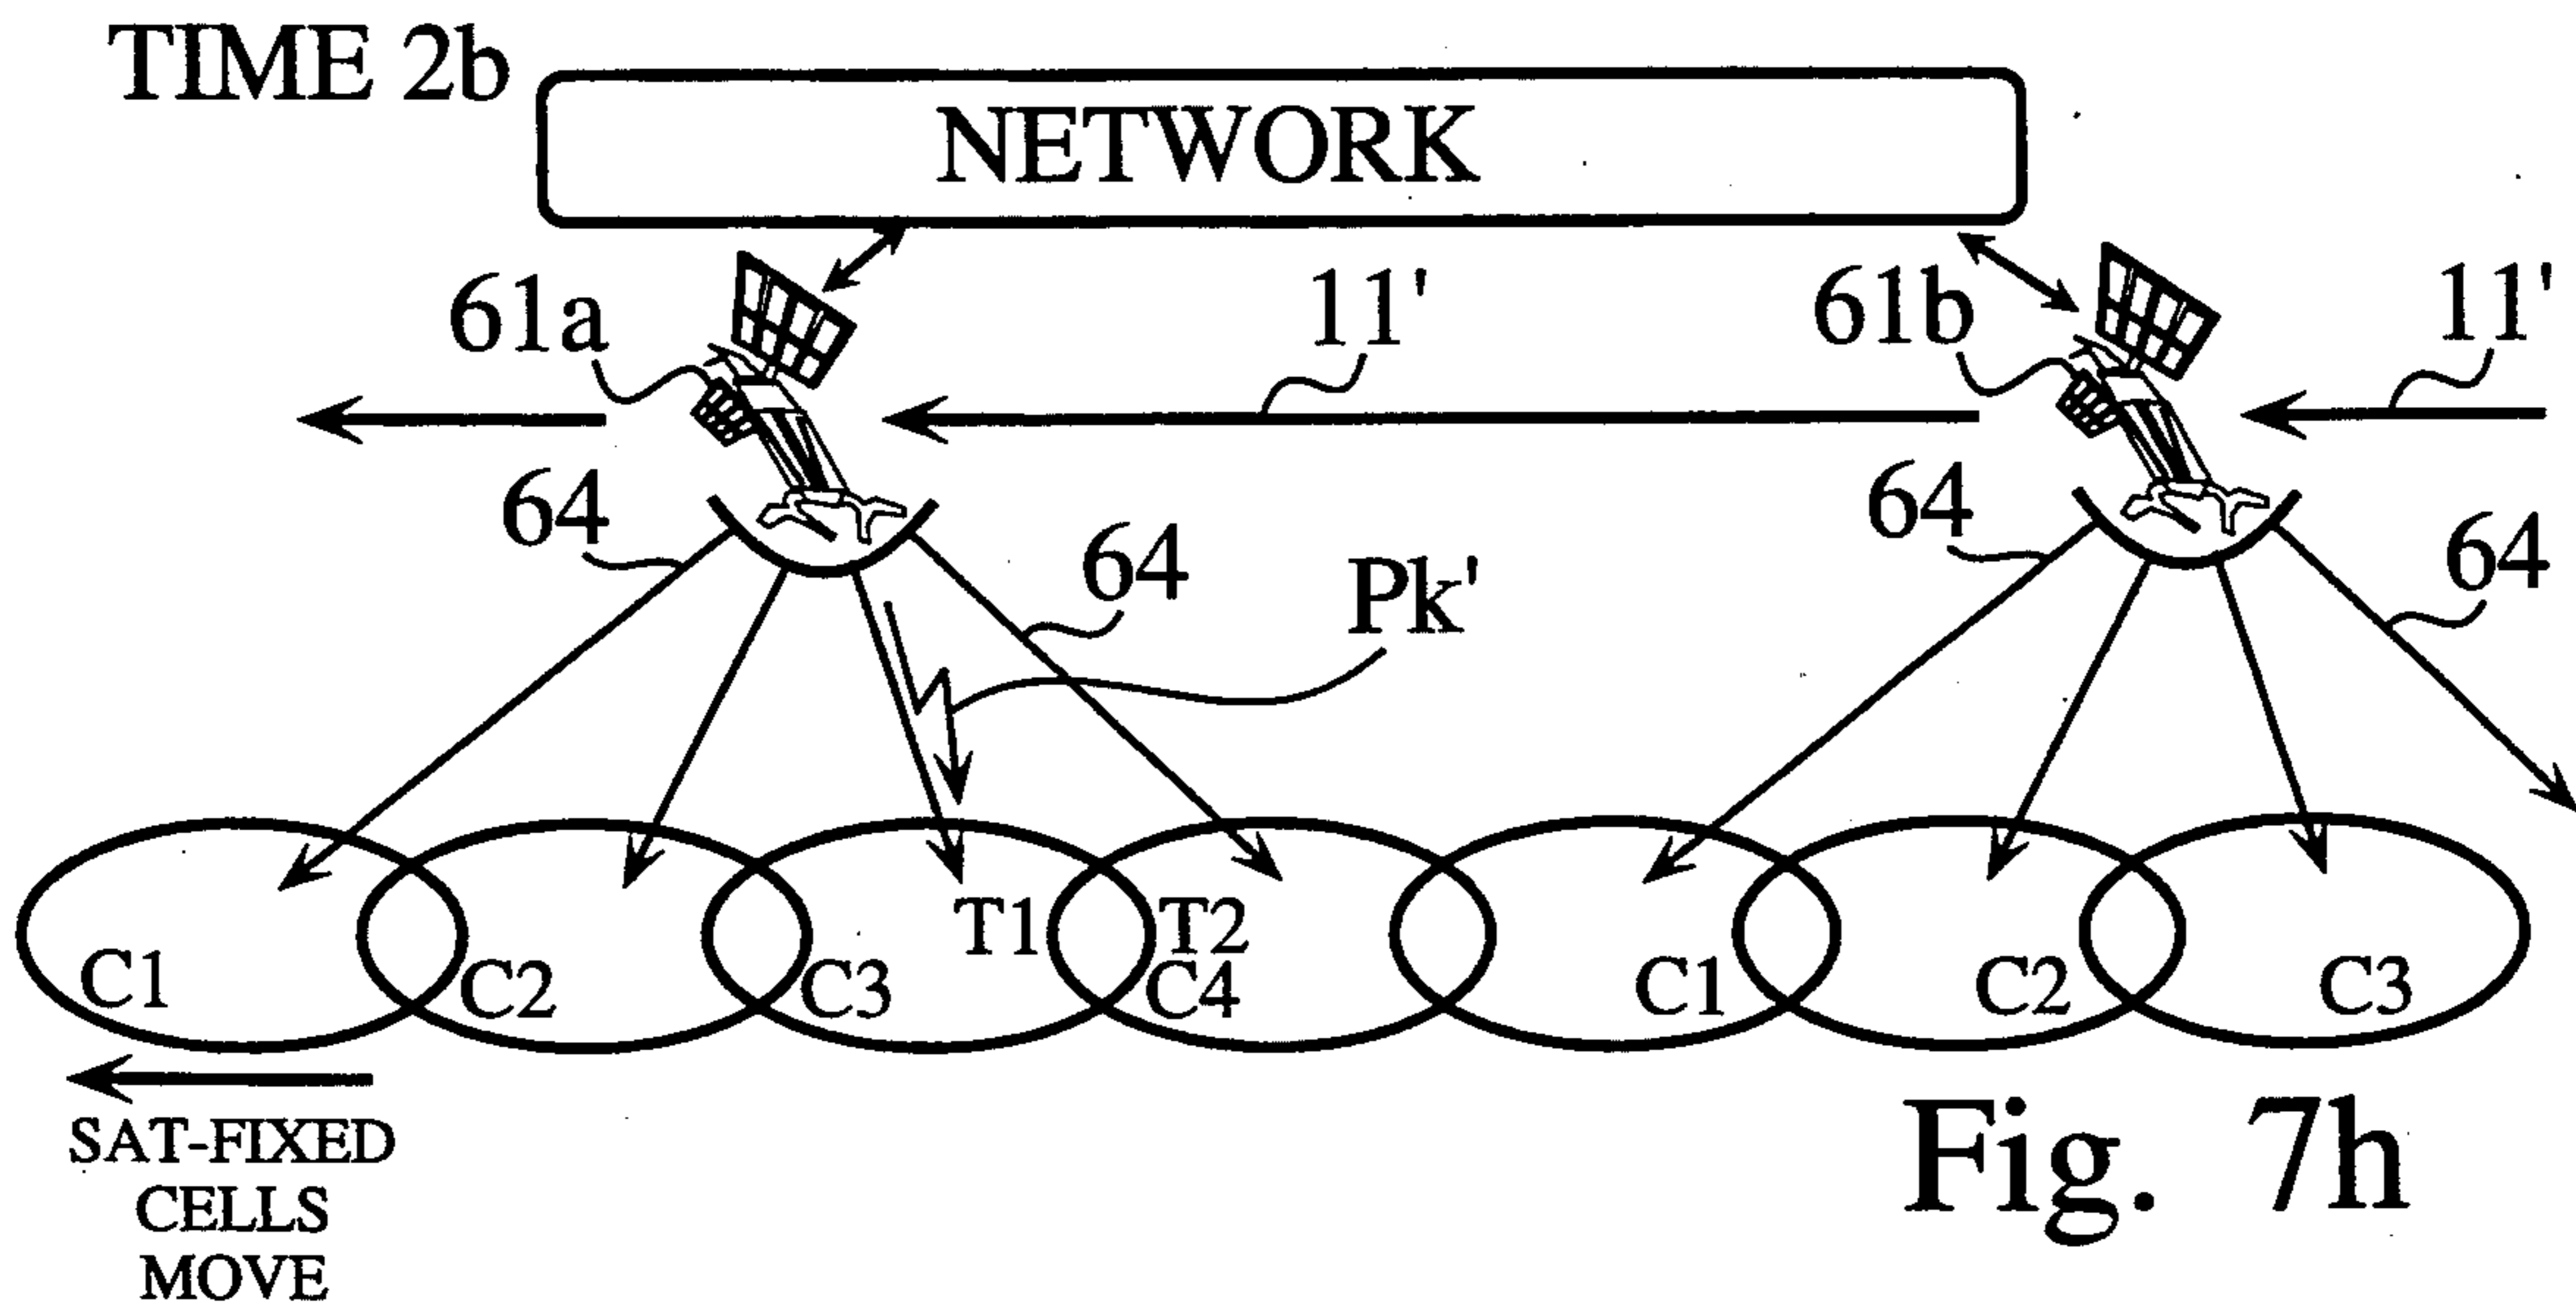 TIME 2b
NETWORK
61a
11'
61b
11'
64
64
Pk'
64
64
T1
T2
C1
C2
C3
C4
C1
C2
C3
SAT-FIXED
CELLS
MOVE
Fig. 7h